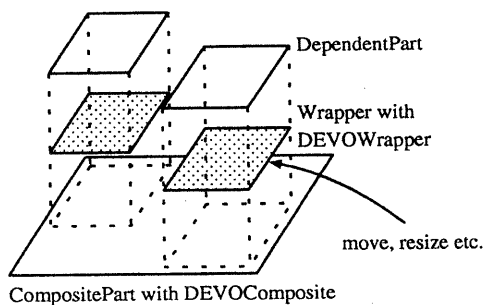 DependentPart
Wrapper with
DEVOWrapper
move, resize etc.
CompositePart with DEVOComposite